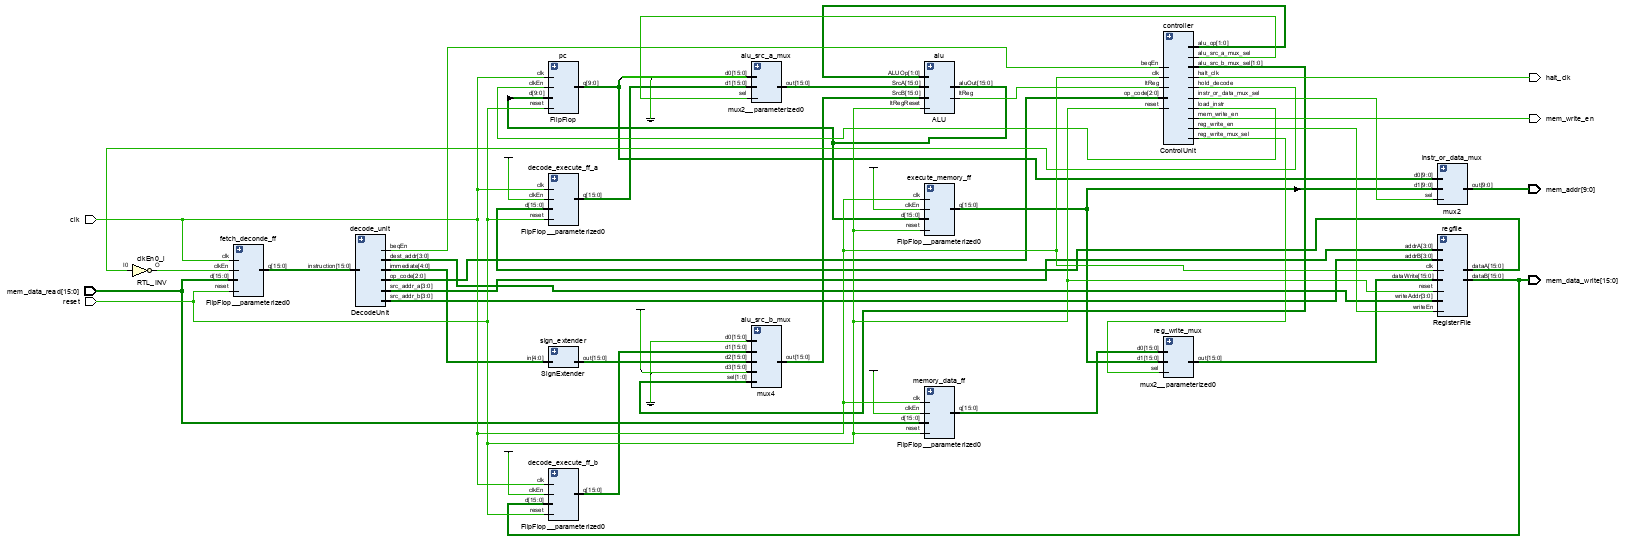 controller
alu_op[1:0]
alu_src_a_mux_sel
alu_src_b_mux_sel[1:0]
halt_clk
hold_decode
instr_or_data_mux_sel
load_instr
mem_write_en
reg_write_en
reg_write_mux_sel
beqEn
clk
ltReg
op_code[2:0]
reset
ControlUnit
pc
clk
clkEn
d[9:0]
reset
q[9:0]
FlipFlop
alu_src_a_mux
d0[15:0]
d1[15:0]
sel
out[15:0]
mux2__parameterized0
alu
ALUOp[1:0]
SrcA[15:0]
SrcB[15:0]
ltRegReset
aluOut[15:0]
ltReg
ALU
halt_clk
mem_write_en
decode_execute_ff_a
clk
clkEn
d[15:0]
reset
q[15:0]
FlipFlop__parameterized0
execute_memory_ff
clk
clkEn
d[15:0]
reset
q[15:0]
FlipFlop__parameterized0
instr_or_data_mux
d0[9:0]
d1[9:0]
sel
out[9:0]
mux2
mem_addr[9:0]
clk
mem_data_read[15:0]
reset
clkEn0_i
I0
O
RTL_INV
fetch_deconde_ff
clk
clkEn
d[15:0]
reset
q[15:0]
FlipFlop__parameterized0
decode_unit
instruction[15:0]
beqEn
dest_addr[3:0]
immediate[4:0]
op_code[2:0]
src_addr_a[3:0]
src_addr_b[3:0]
DecodeUnit
regfile
addrA[3:0]
addrB[3:0]
clk
dataWrite[15:0]
reset
writeAddr[3:0]
writeEn
dataA[15:0]
dataB[15:0]
RegisterFile
mem_data_write[15:0]
sign_extender
in[4:0]
out[15:0]
SignExtender
alu_src_b_mux
d0[15:0]
d1[15:0]
d2[15:0]
d3[15:0]
sel[1:0]
out[15:0]
mux4
reg_write_mux
d0[15:0]
d1[15:0]
sel
out[15:0]
mux2__parameterized0
memory_data_ff
clk
clkEn
d[15:0]
reset
q[15:0]
FlipFlop__parameterized0
decode_execute_ff_b
clk
clkEn
d[15:0]
reset
q[15:0]
FlipFlop__parameterized0